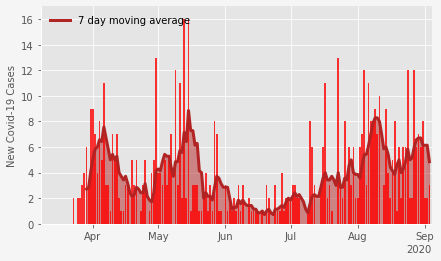 7 day moving average
New Covid-19 Cases
16
14
12
10
8
6
4
2
0
Apr
May
Jun
Jul
Aug
Sep
2020